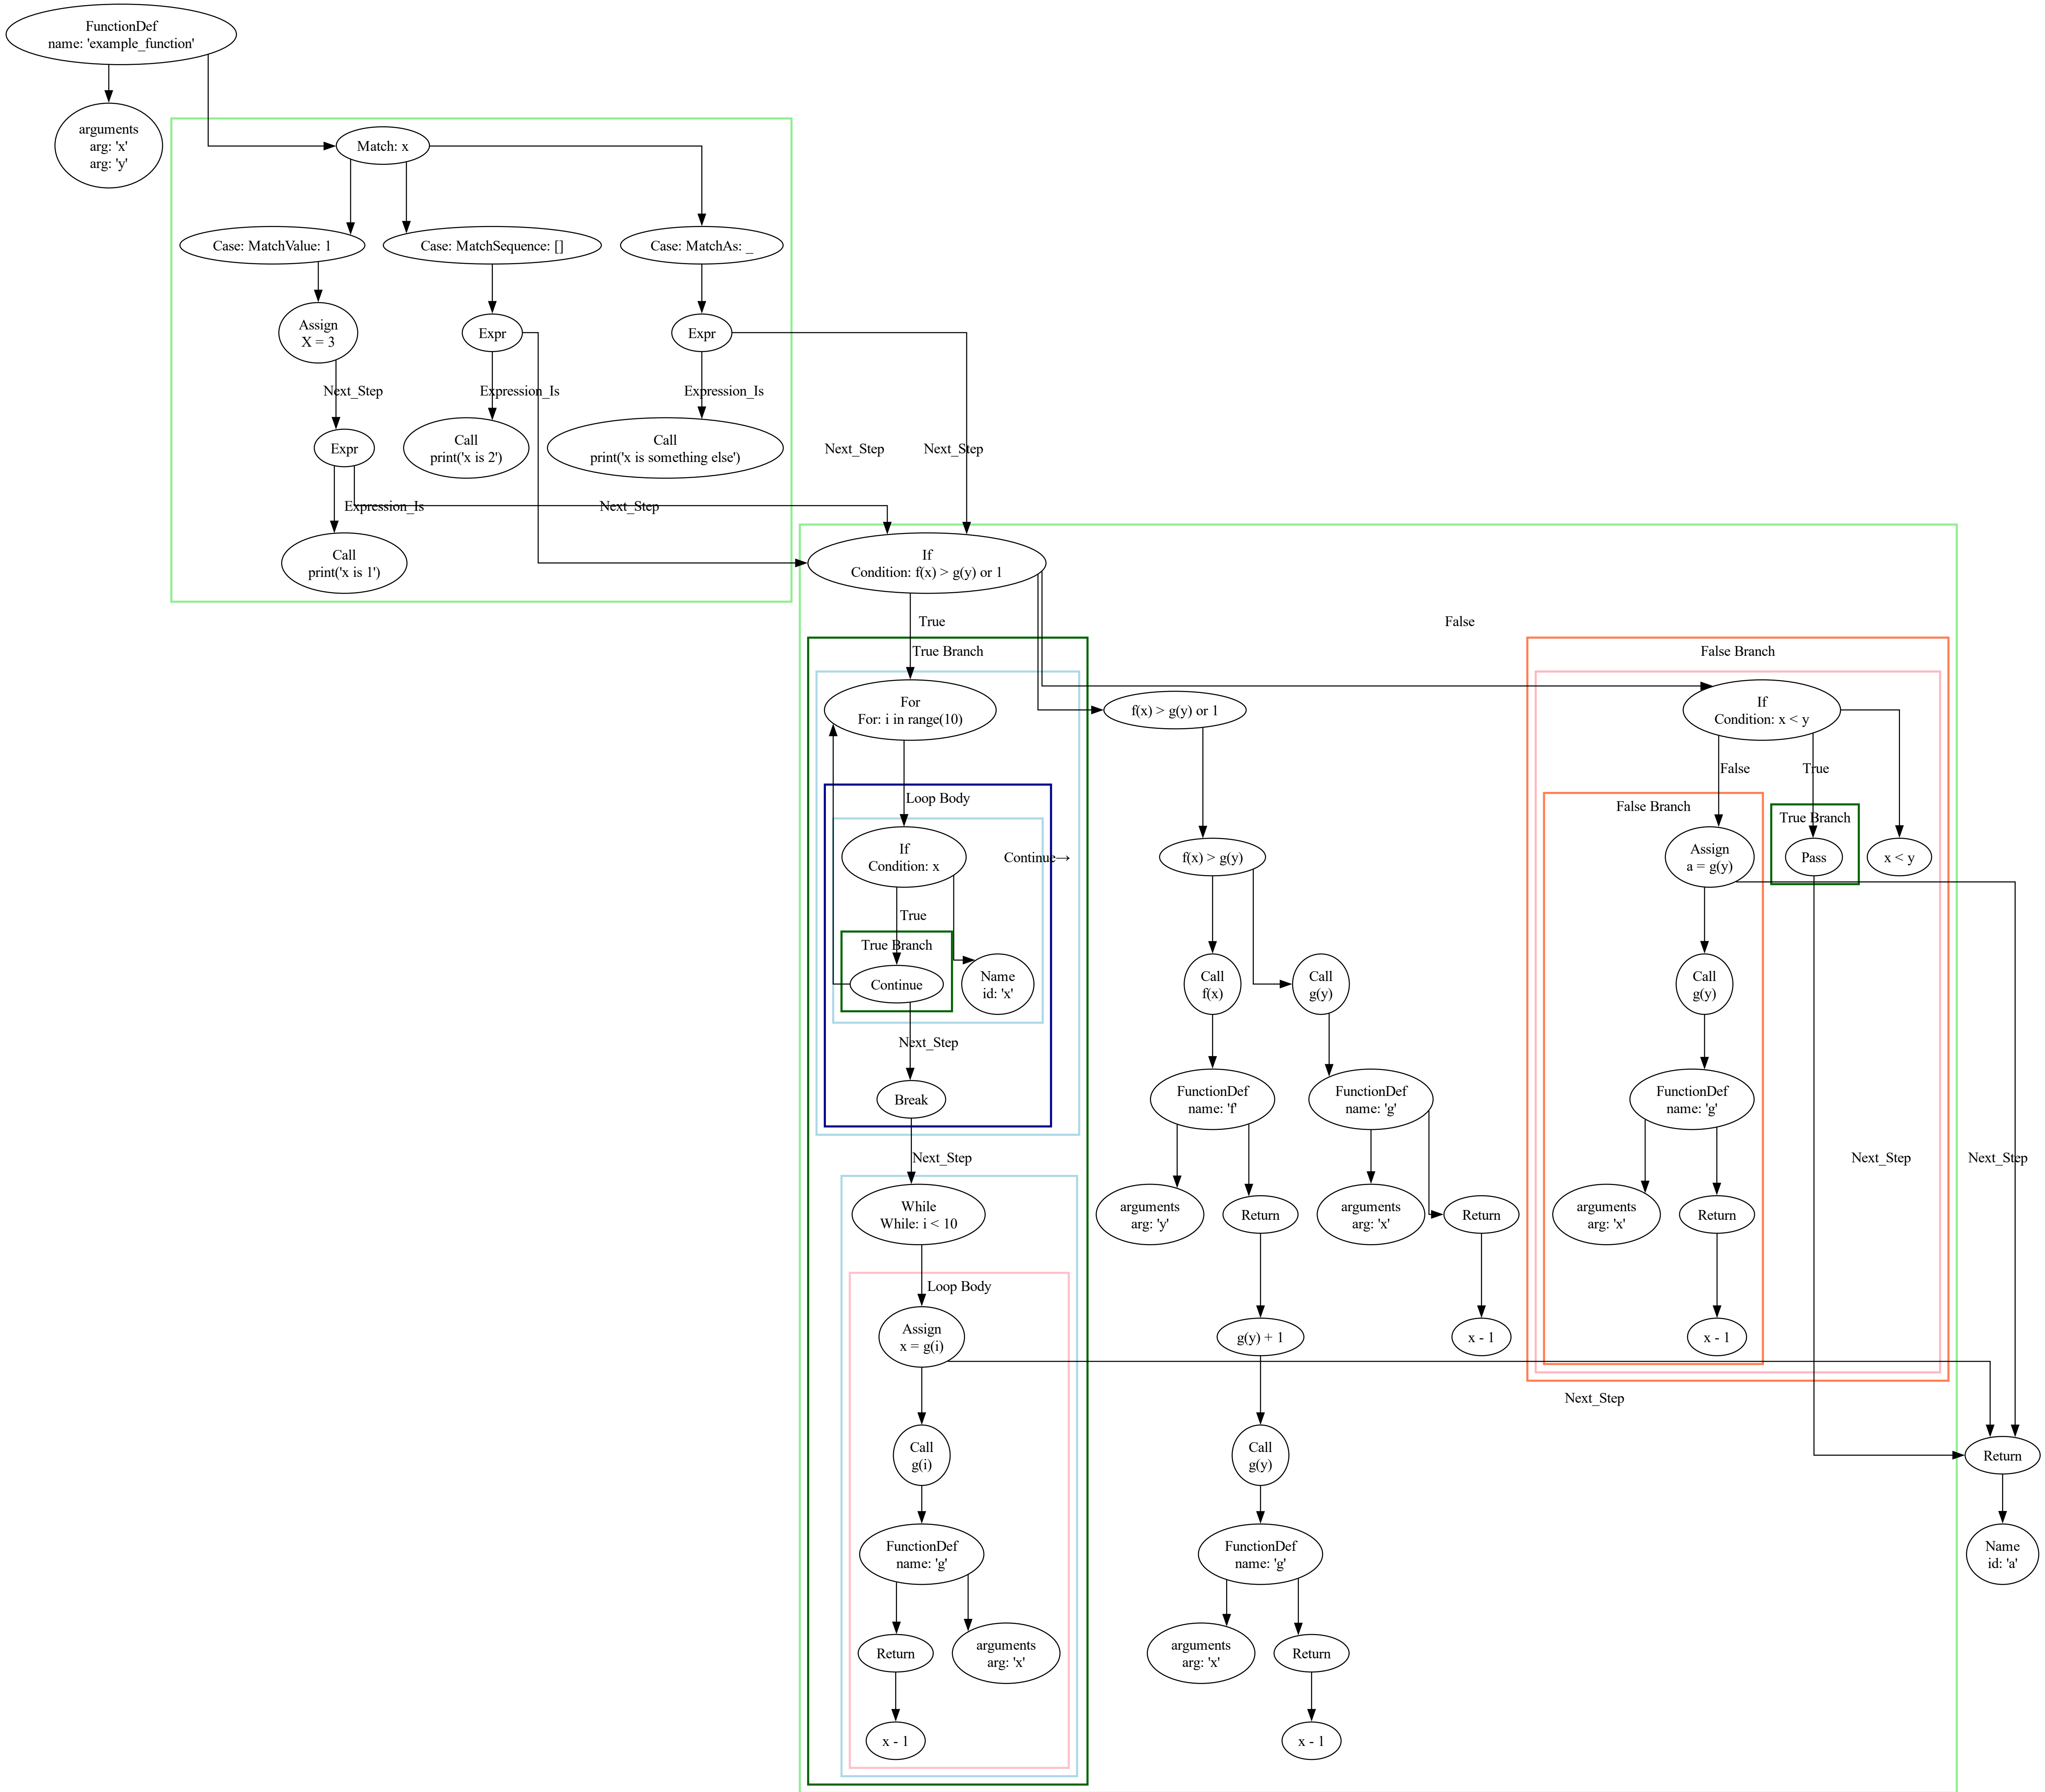 FunctionDef
name: 'example_function'
arguments
arg: 'x'
arg: 'y'
Match: x
Case: MatchValue: 1
Case: MatchSequence: []
Case: MatchAs: _
Assign
X = 3
Expr
Expr
Next_Step
Expression_Is
Expression_Is
Expr
Call
print('x is 2')
Call
print('x is something else')
Next_Step
Next_Step
Expression_Is
Next_Step
Call
print('x is 1')
If
Condition: f(x) > g(y) or 1
True
False
True Branch
False Branch
For
For: i in range(10)
f(x) > g(y) or 1
If
Condition: x < y
False
True
Loop Body
False Branch
True Branch
If
Condition: x
Continue→
f(x) > g(y)
Assign
a = g(y)
Pass
x < y
True
True Branch
Continue
Name
id: 'x'
Call
f(x)
Call
g(y)
Call
g(y)
Next_Step
Break
FunctionDef
name: 'f'
FunctionDef
name: 'g'
FunctionDef
name: 'g'
Next_Step
Next_Step
Next_Step
While
While: i < 10
arguments
arg: 'y'
Return
arguments
arg: 'x'
Return
arguments
arg: 'x'
Return
Loop Body
Assign
x = g(i)
g(y) + 1
x - 1
x - 1
Next_Step
Call
g(i)
Call
g(y)
Return
FunctionDef
name: 'g'
FunctionDef
name: 'g'
Name
id: 'a'
Return
arguments
arg: 'x'
arguments
arg: 'x'
Return
x - 1
x - 1